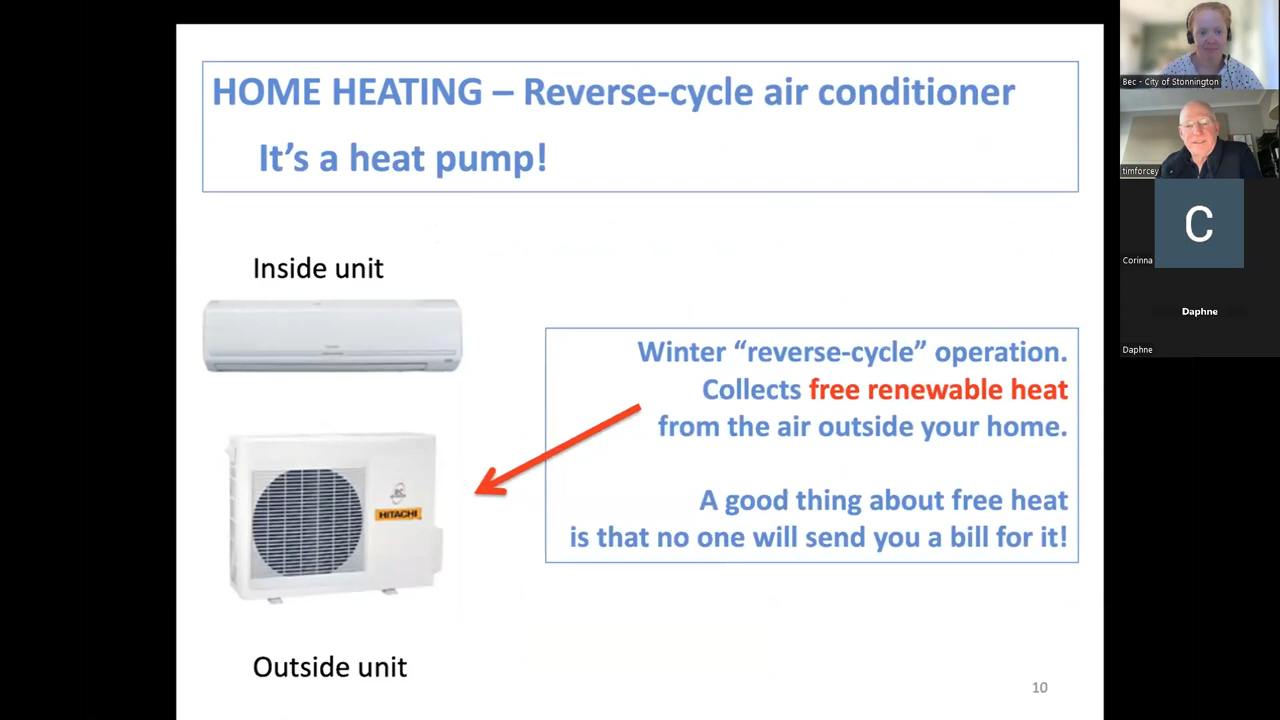 HOME HEATING – Reverse-cycle air conditioner
It’s a heat pump!
Inside unit
Winter “reverse-cycle” operation.
Collects free renewable heat
from the air outside your home.
A good thing about free heat
is that no one will send you a bill for it!
HITACHI
Outside unit
10
Bec - City of Stonnington
timforcey
C
Corinna
Daphne
Daphne